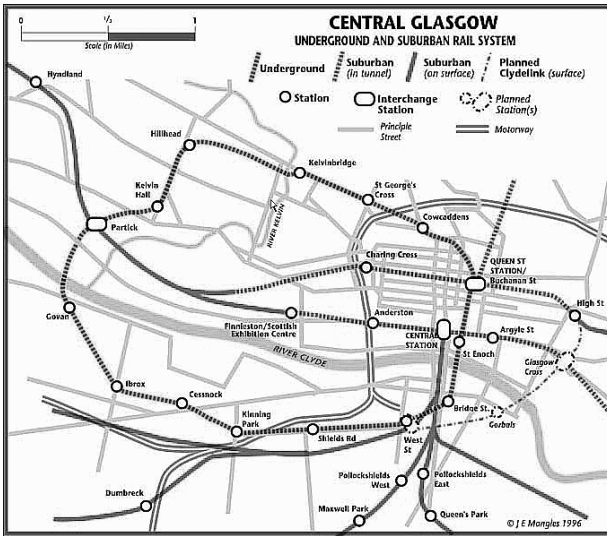 0 1/2 1
Scale (in Miles)
CENTRAL GLASGOW
UNDERGROUND AND SUBURBAN RAIL SYSTEM
Underground
Suburban
(in tunnel)
Suburban
(on surface)
Planned
Clydelink (surface)
Station
Interchange
Station
Planned
Station(s)
Principle
Street
Motorway
Hyndland
Hillhead
Kelvinbridge
Kelvin
Hall
St George's
Cross
Cowcaddens
Partick
RIVER KELVIN
Charing Cross
QUEEN ST
STATION/
Buchanan St
High St
Govan
Finnieston/Scottish
Exhibition Centre
Anderston
CENTRAL
STATION
Argyle St
St Enoch
RIVER CLYDE
Glasgow
Cross
Ibrox
Cessnock
Kinning
Park
Shields Rd
West
St
Bridge St.
Gorbals
Dumbreck
Pollockshields
West
Pollockshields
East
Maxwell Park
Queen's Park
© J E Mangles 1996